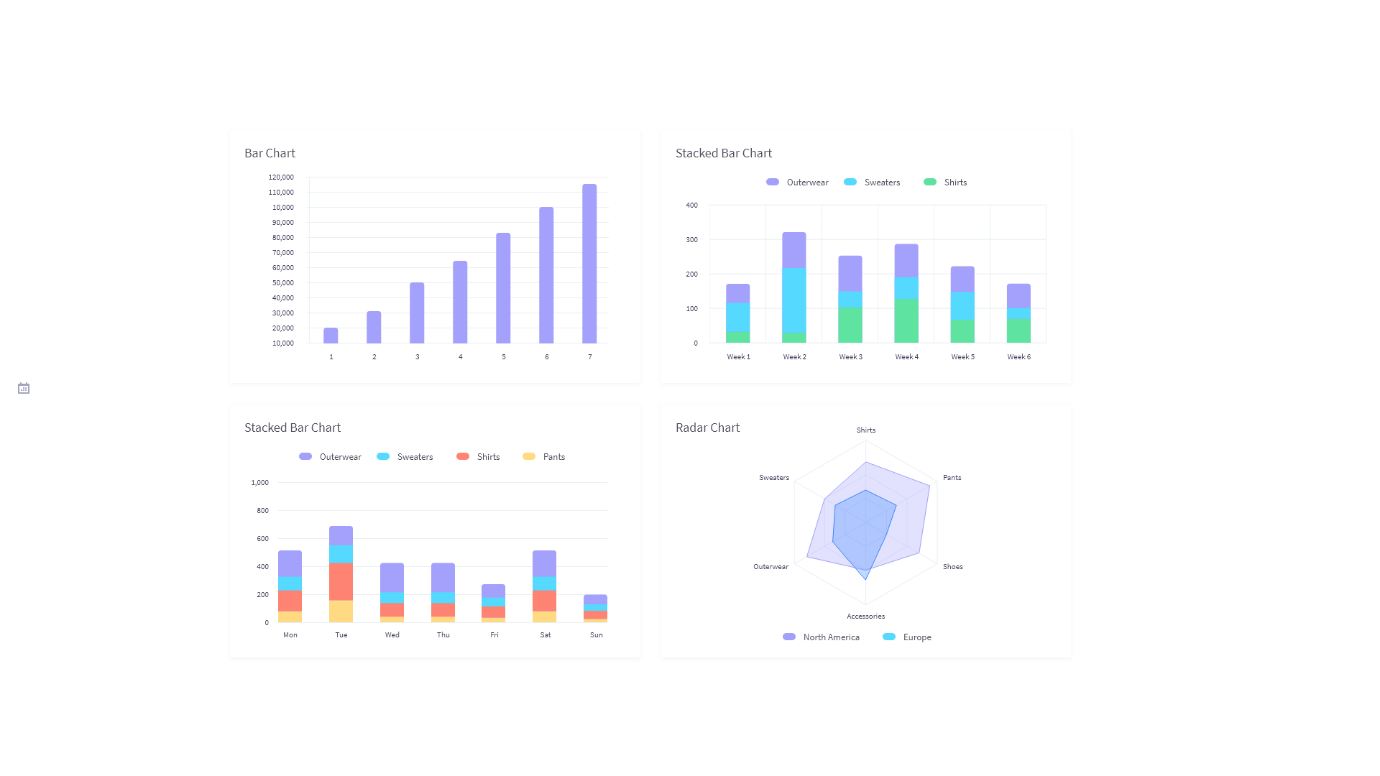 Bar Chart
120,000
110,000
10,000
90,000
80,000
70,000
60,000
50,000
40,000
30,000
20,000
10,000
1 2 3 4 5 6 7
Stacked Bar Chart
Outerwear Sweaters Shirts
400
300
200
100
0
Week 1 Week 2 Week 3 Week 4 Week 5 Week 6
Stacked Bar Chart
Outerwear Sweaters Shirts Pants
1,000
800
600
400
200
0
Mon Tue Wed Thu Fri Sat Sun
Radar Chart
Shirts
Sweaters Pants
Outerwear Shoes
Accessories
North America Europe